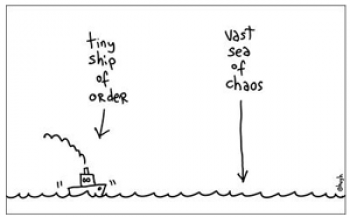 tiny
ship
of
ORDER
vast
sea
of
chaos